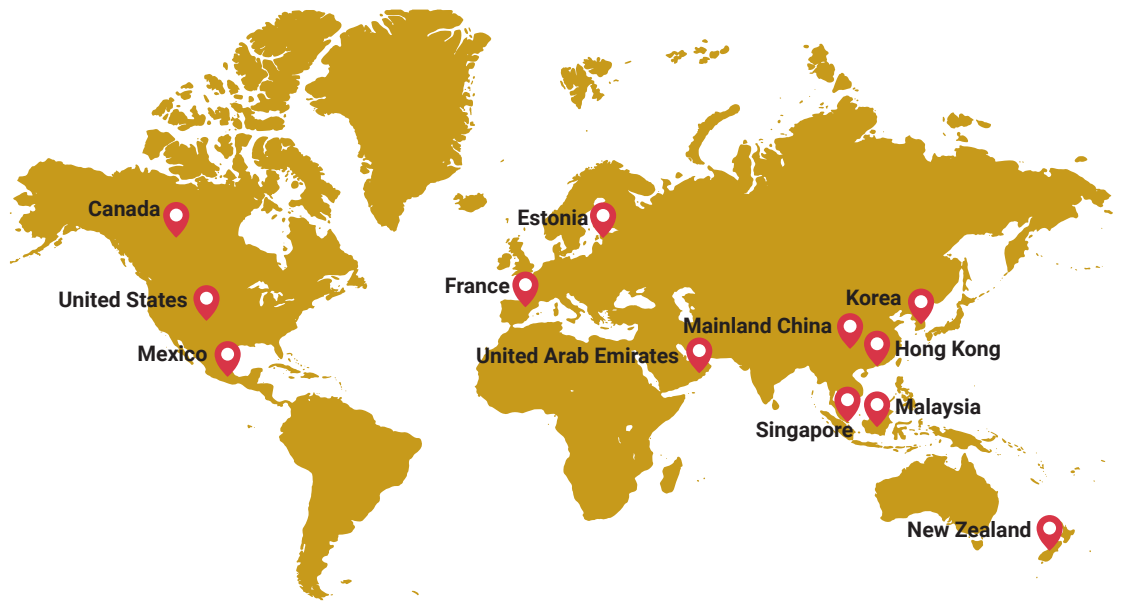 Canada
Estonia
France
United States
Korea
Mainland China
Mexico
United Arab Emirates
Hong Kong
Malaysia
Singapore
New Zealand